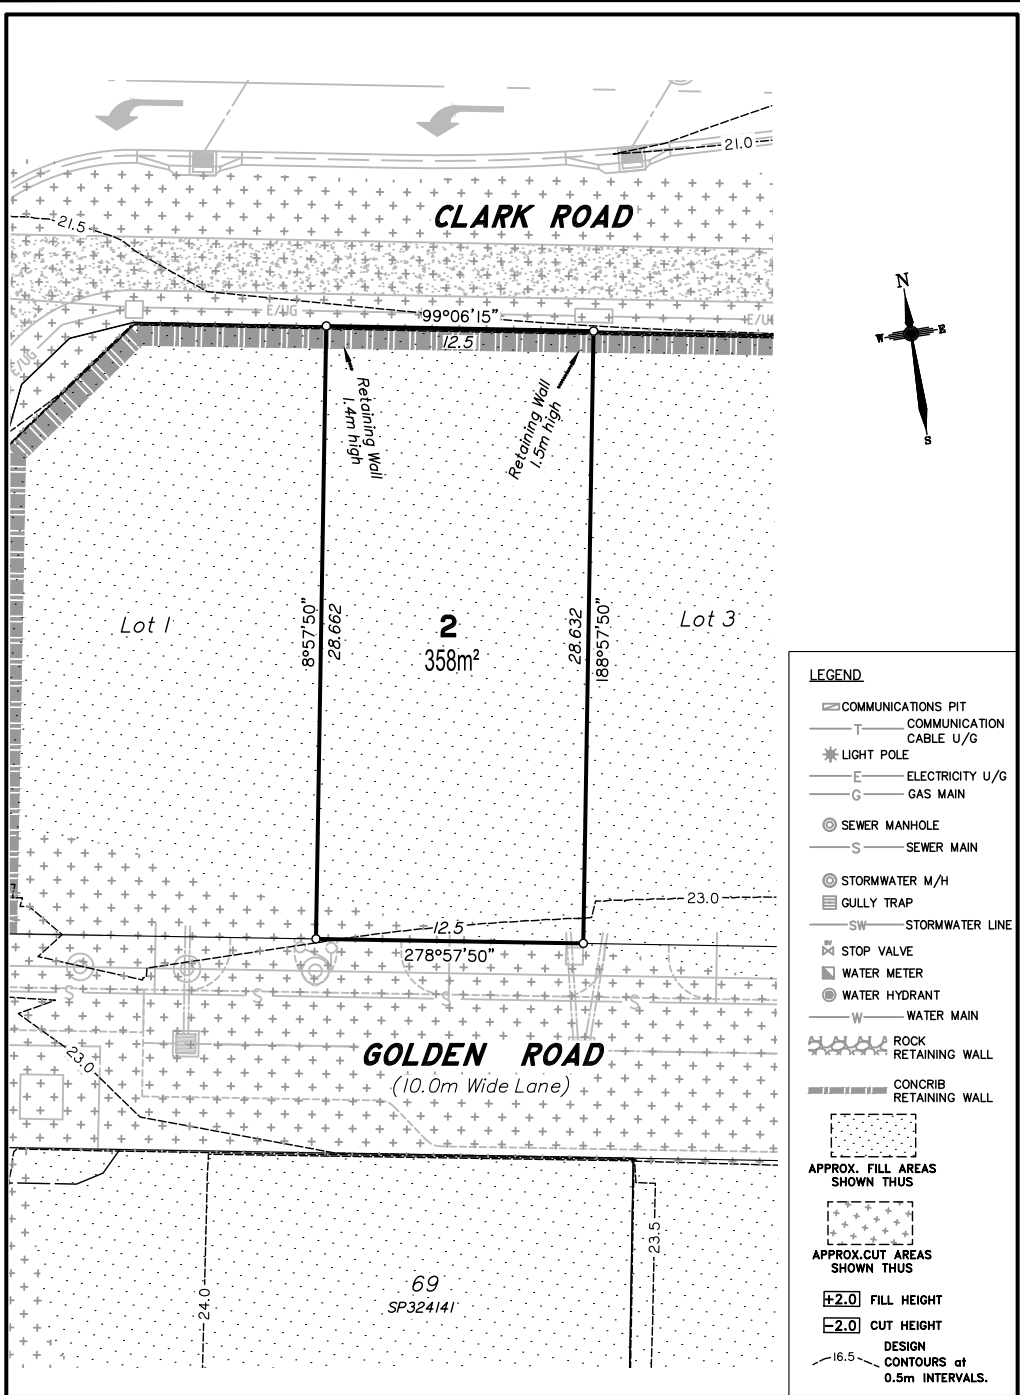 21.0
CLARK ROAD
21.5
N
W
E
S
E/UG
99°06'15"
E/UG
12.5
E/UG
Retaining Wall
1.4m high
Retaining Wall
1.5m high
8°57'50"
28.662
28.632
188°57'50"
Lot 1
2
358m²
Lot 3
23.0
12.5
278°57'50"
S
S
S
S
GOLDEN ROAD
(10.0m Wide Lane)
23.0
24.0
23.5
69
SP324141
LEGEND
COMMUNICATIONS PIT
T
COMMUNICATION
CABLE U/G
LIGHT POLE
E
ELECTRICITY U/G
G
GAS MAIN
SEWER MANHOLE
S
SEWER MAIN
STORMWATER M/H
GULLY TRAP
SW
STORMWATER LINE
SV
STOP VALVE
WATER METER
WATER HYDRANT
W
WATER MAIN
ROCK
RETAINING WALL
CONCRIB
RETAINING WALL
APPROX. FILL AREAS
SHOWN THUS
APPROX.CUT AREAS
SHOWN THUS
+2.0 FILL HEIGHT
-2.0 CUT HEIGHT
16.5
DESIGN
CONTOURS at
0.5m INTERVALS.